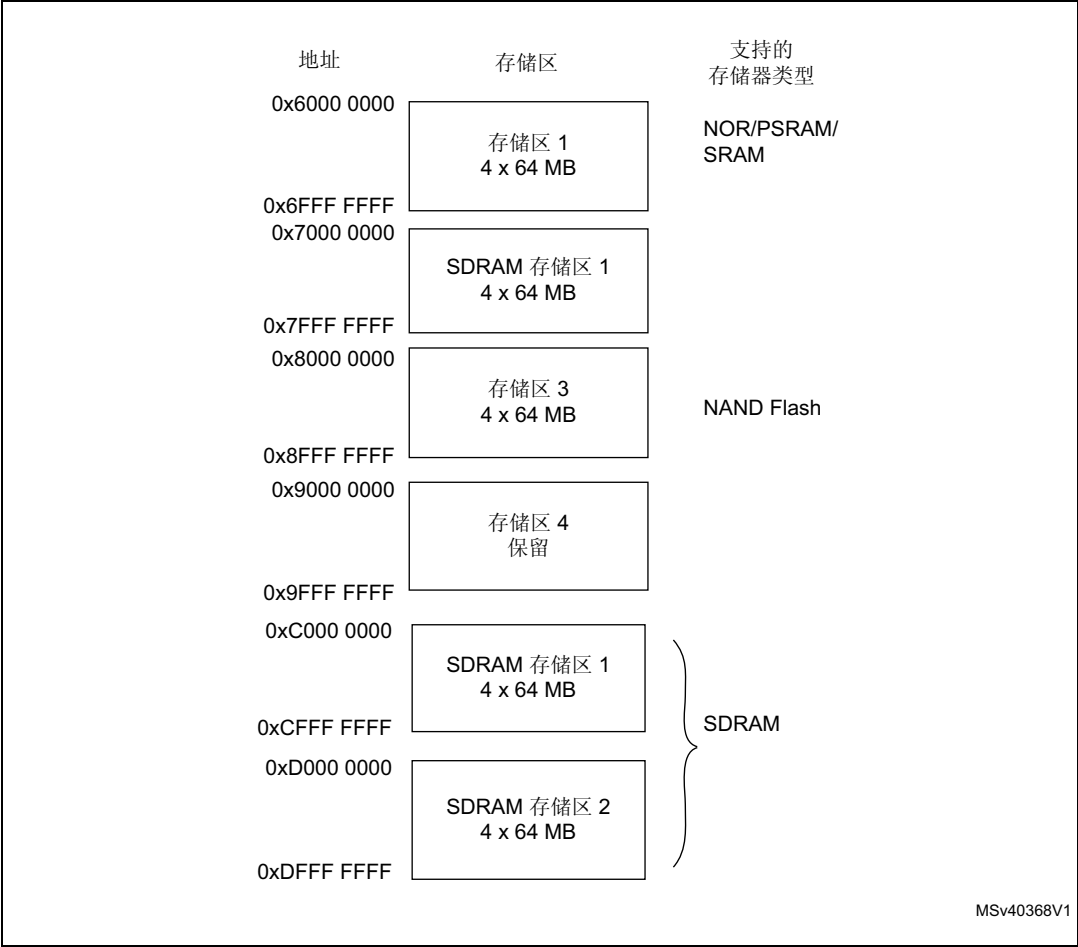 地址
存储区
支持的
存储器类型
0x6000 0000
存储区 1
4 x 64 MB
NOR/PSRAM/
SRAM
0x6FFF FFFF
0x7000 0000
SDRAM 存储区 1
4 x 64 MB
0x7FFF FFFF
0x8000 0000
存储区 3
4 x 64 MB
NAND Flash
0x8FFF FFFF
0x9000 0000
存储区 4
保留
0x9FFF FFFF
0xC000 0000
SDRAM 存储区 1
4 x 64 MB
0xCFFF FFFF
SDRAM
0xD000 0000
SDRAM 存储区 2
4 x 64 MB
0xDFFF FFFF
MSv40368V1